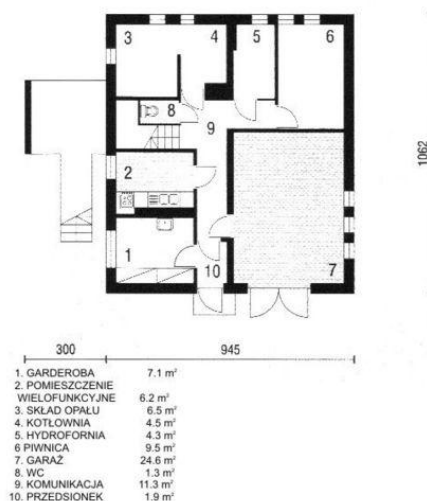 3
4
5
6
8
9
2
1
10
7
1062
300
945
1. GARDEROBA 7.1 m²
2. POMIESZCZENIE
WIELOFUNKCYJNE 6.2 m²
3. SKŁAD OPAŁU 6.5 m²
4. KOTŁOWNIA 4.5 m²
5. HYDROFORNIA 4.3 m²
6 PIWNICA 9.5 m²
7. GARAŻ 24.6 m²
8. WC 1.3 m²
9. KOMUNIKACJA 11.3 m²
10. PRZEDSIONEK 1.9 m²